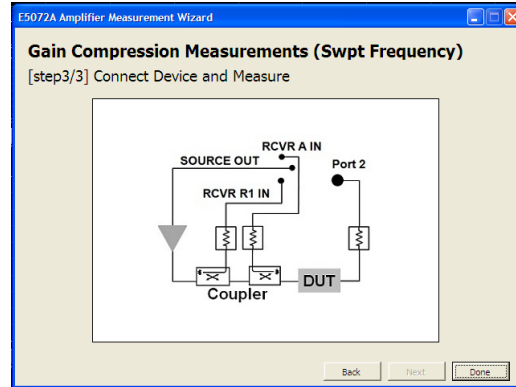 E5072A Amplifier Measurement Wizard
Gain Compression Measurements (Swpt Frequency)
[step3/3] Connect Device and Measure
RCVR A IN
SOURCE OUT
Port 2
RCVR R1 IN
DUT
Coupler
Back
Next
Done